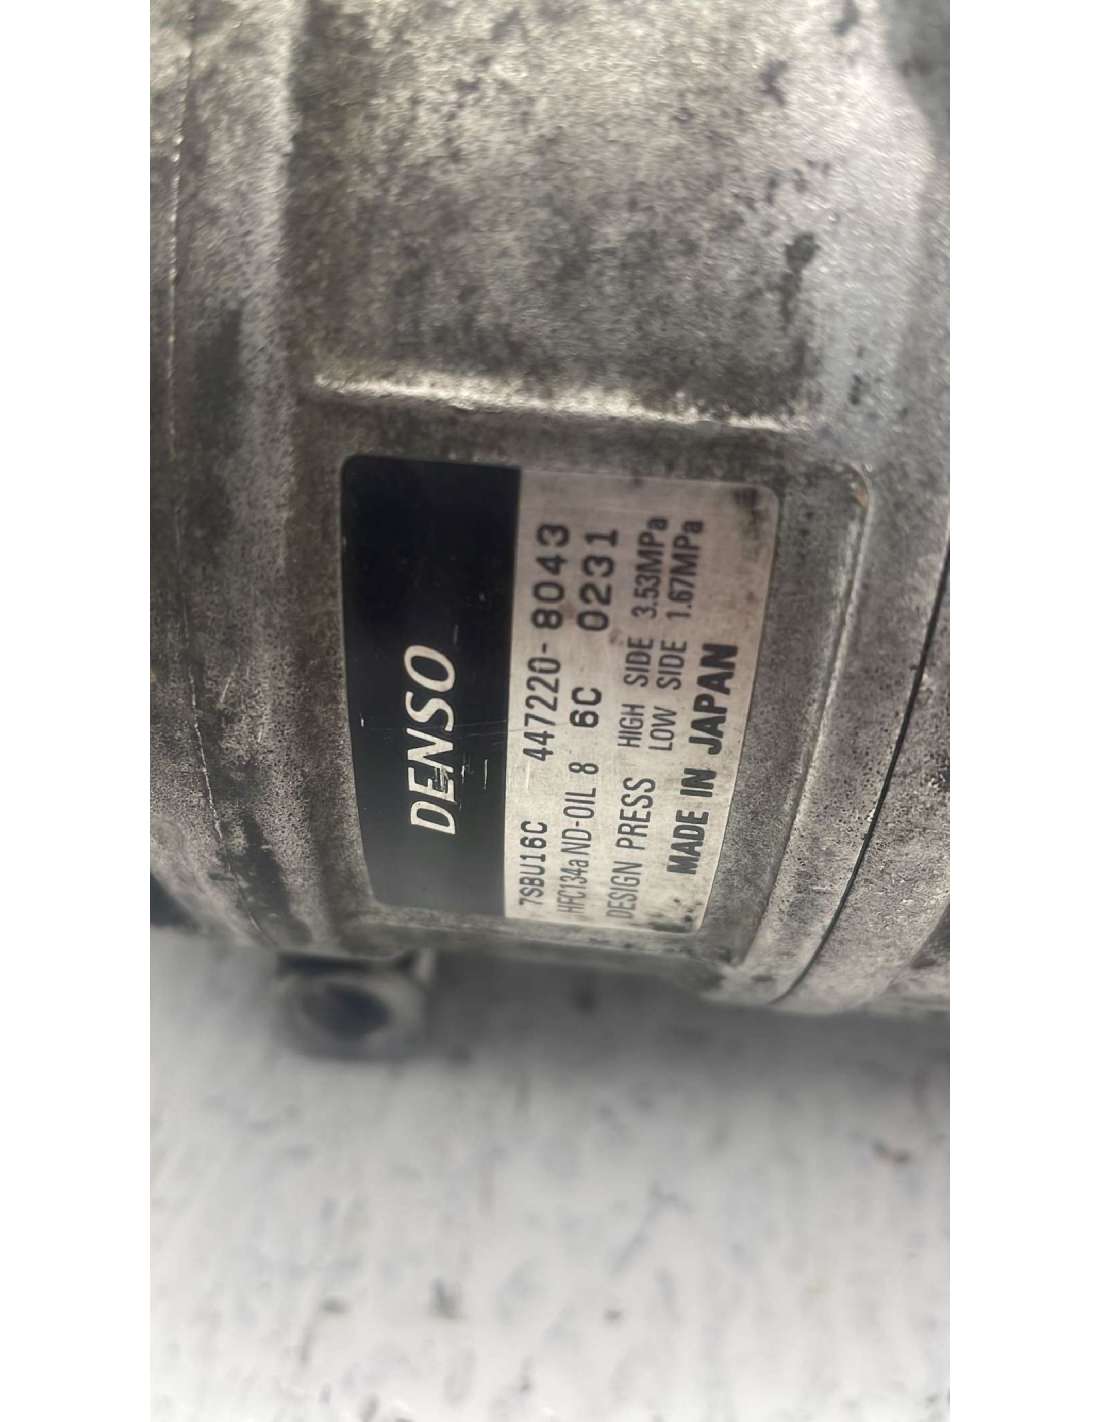 DENSO
7SBU16C 447220-8043
HFC134a ND-OIL 8 6C 0231
DESIGN PRESS HIGH SIDE 3.53MPa
LOW SIDE 1.67MPa
MADE IN JAPAN